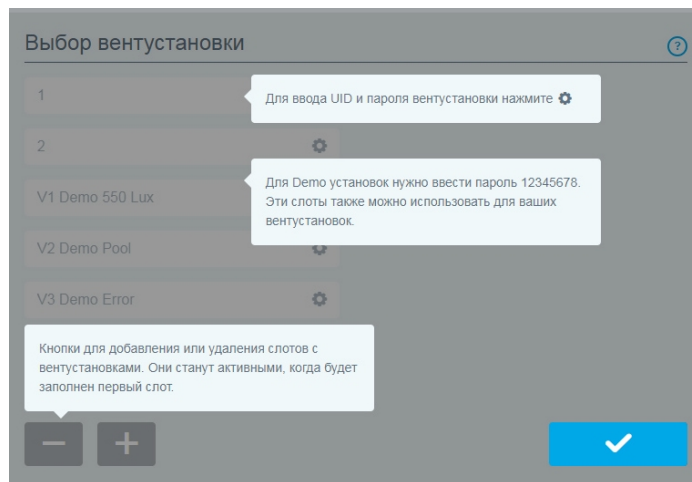 Выбор вентустановки
?
1
Для ввода UID и пароля вентустановки нажмите
2
Для Demo установок нужно ввести пароль 12345678.
Эти слоты также можно использовать для ваших
вентустановок.
V1 Demo 550 Lux
V2 Demo Pool
V3 Demo Error
Кнопки для добавления или удаления слотов с
вентустановками. Они станут активными, когда будет
заполнен первый слот.